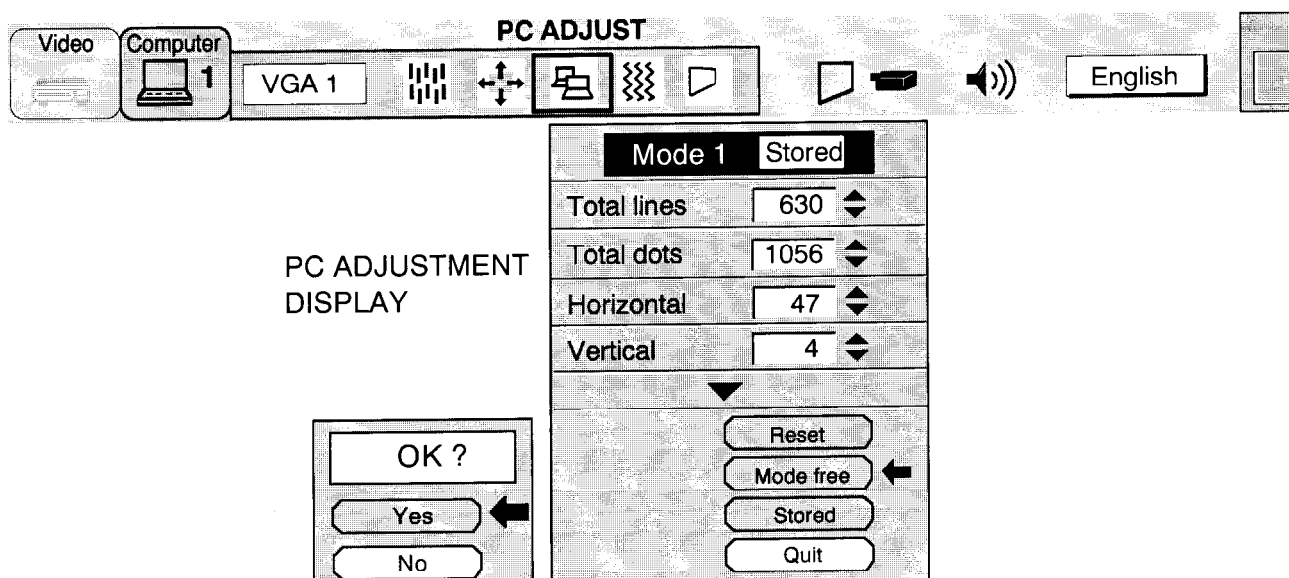 PC ADJUST
Video
Computer
1
VGA 1
English
Mode 1 Stored
Total lines 630
Total dots 1056
Horizontal 47
Vertical 4
PC ADJUSTMENT
DISPLAY
Reset
Mode free
Stored
Quit
OK ?
Yes
No